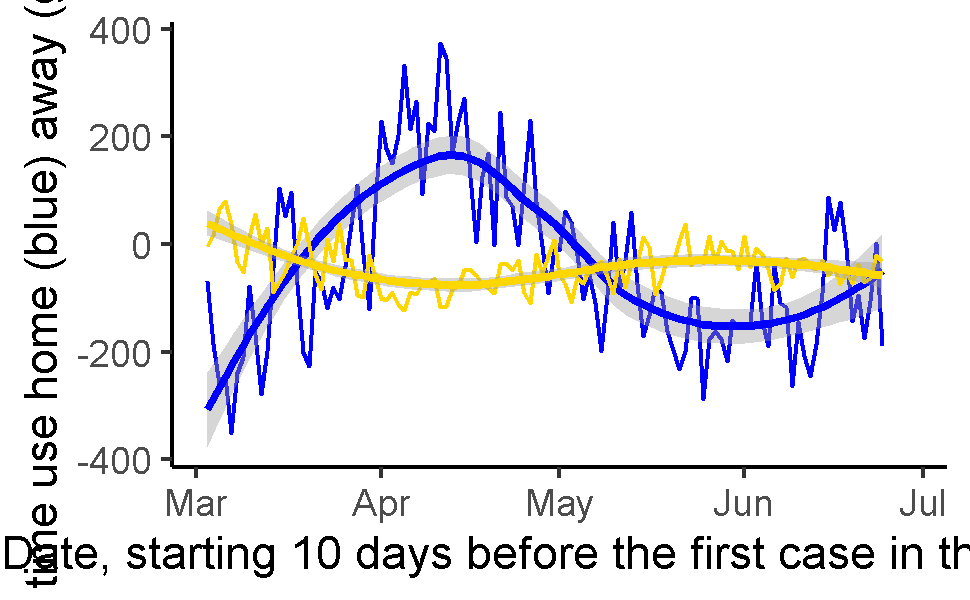 time use home (blue) away (
400
200
0
-200
-400
Mar Apr May Jun Jul
Date, starting 10 days before the first case in th